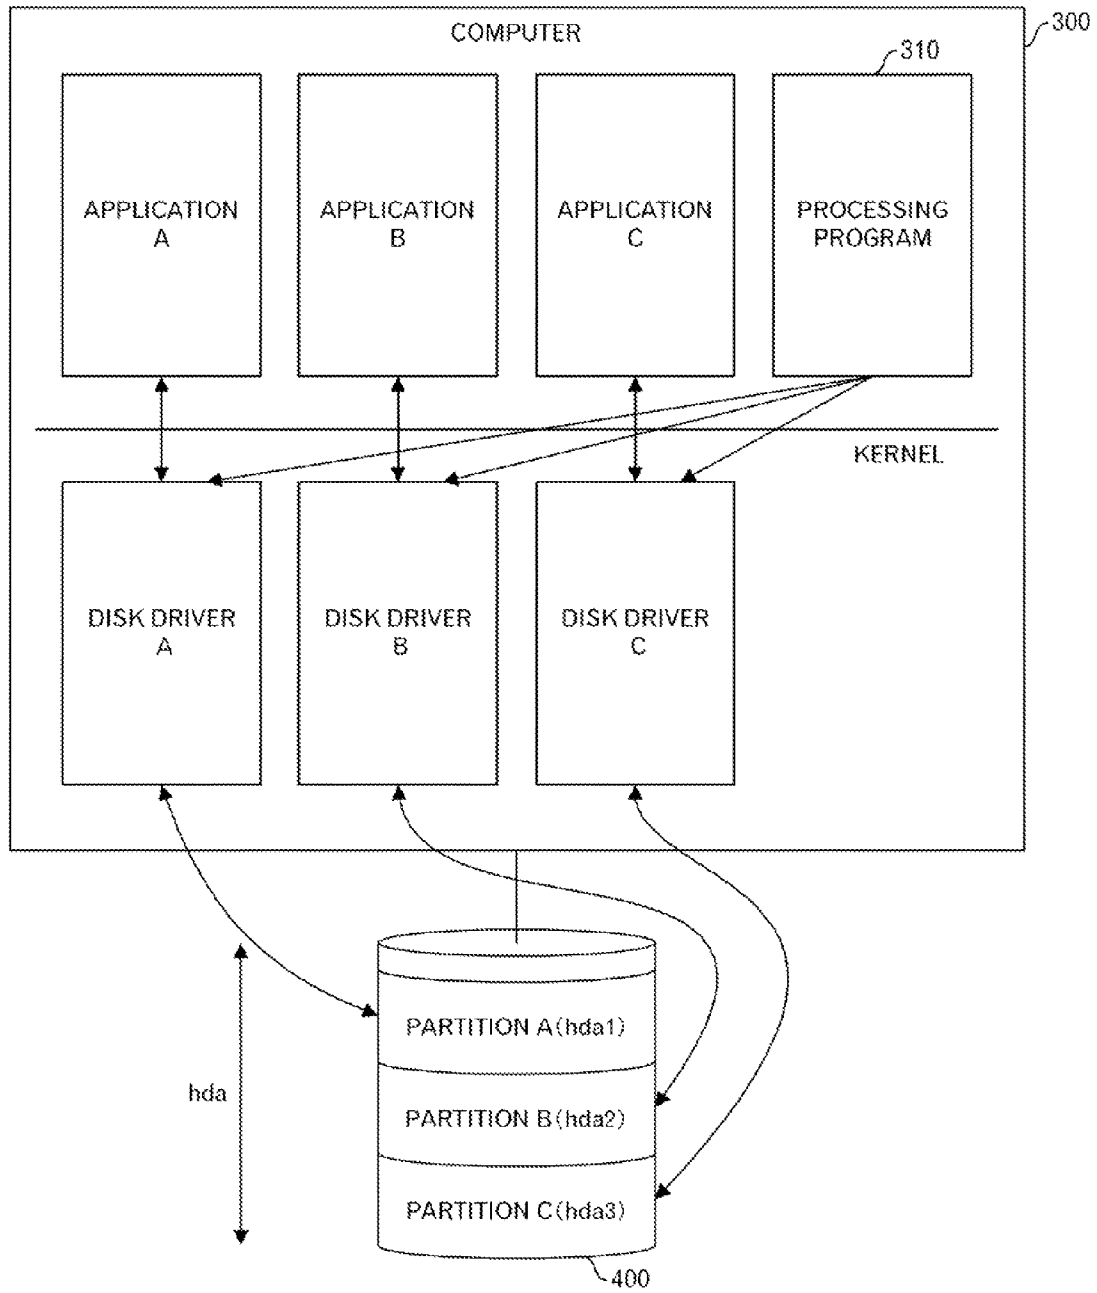 COMPUTER
300
310
APPLICATION
A
APPLICATION
B
APPLICATION
C
PROCESSING
PROGRAM
KERNEL
DISK DRIVER
A
DISK DRIVER
B
DISK DRIVER
C
hda
PARTITION A(hda1)
PARTITION B(hda2)
PARTITION C(hda3)
400